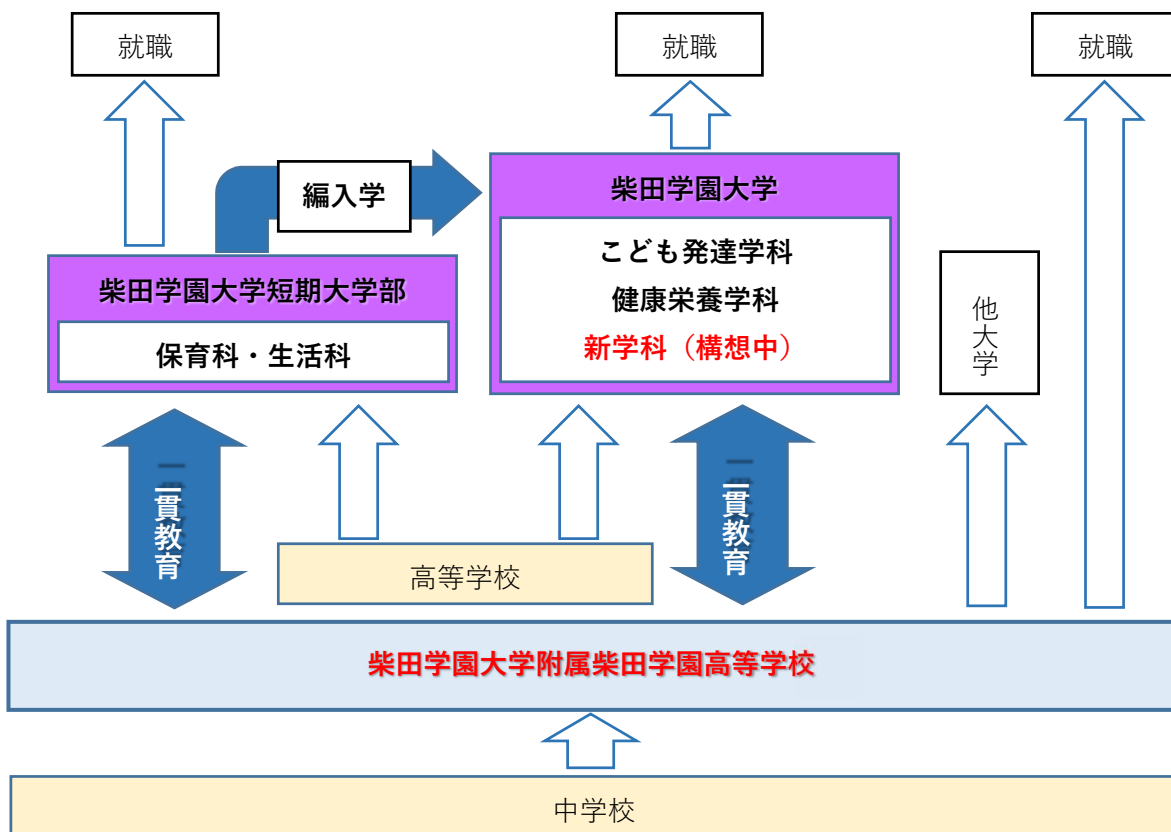 就職
就職
就職
編入学
柴田学園大学
こども発達学科
健康栄養学科
新学科（構想中）
柴田学園大学短期大学部
保育科・生活科
他大学
一貫教育
一貫教育
高等学校
柴田学園大学附属柴田学園高等学校
中学校